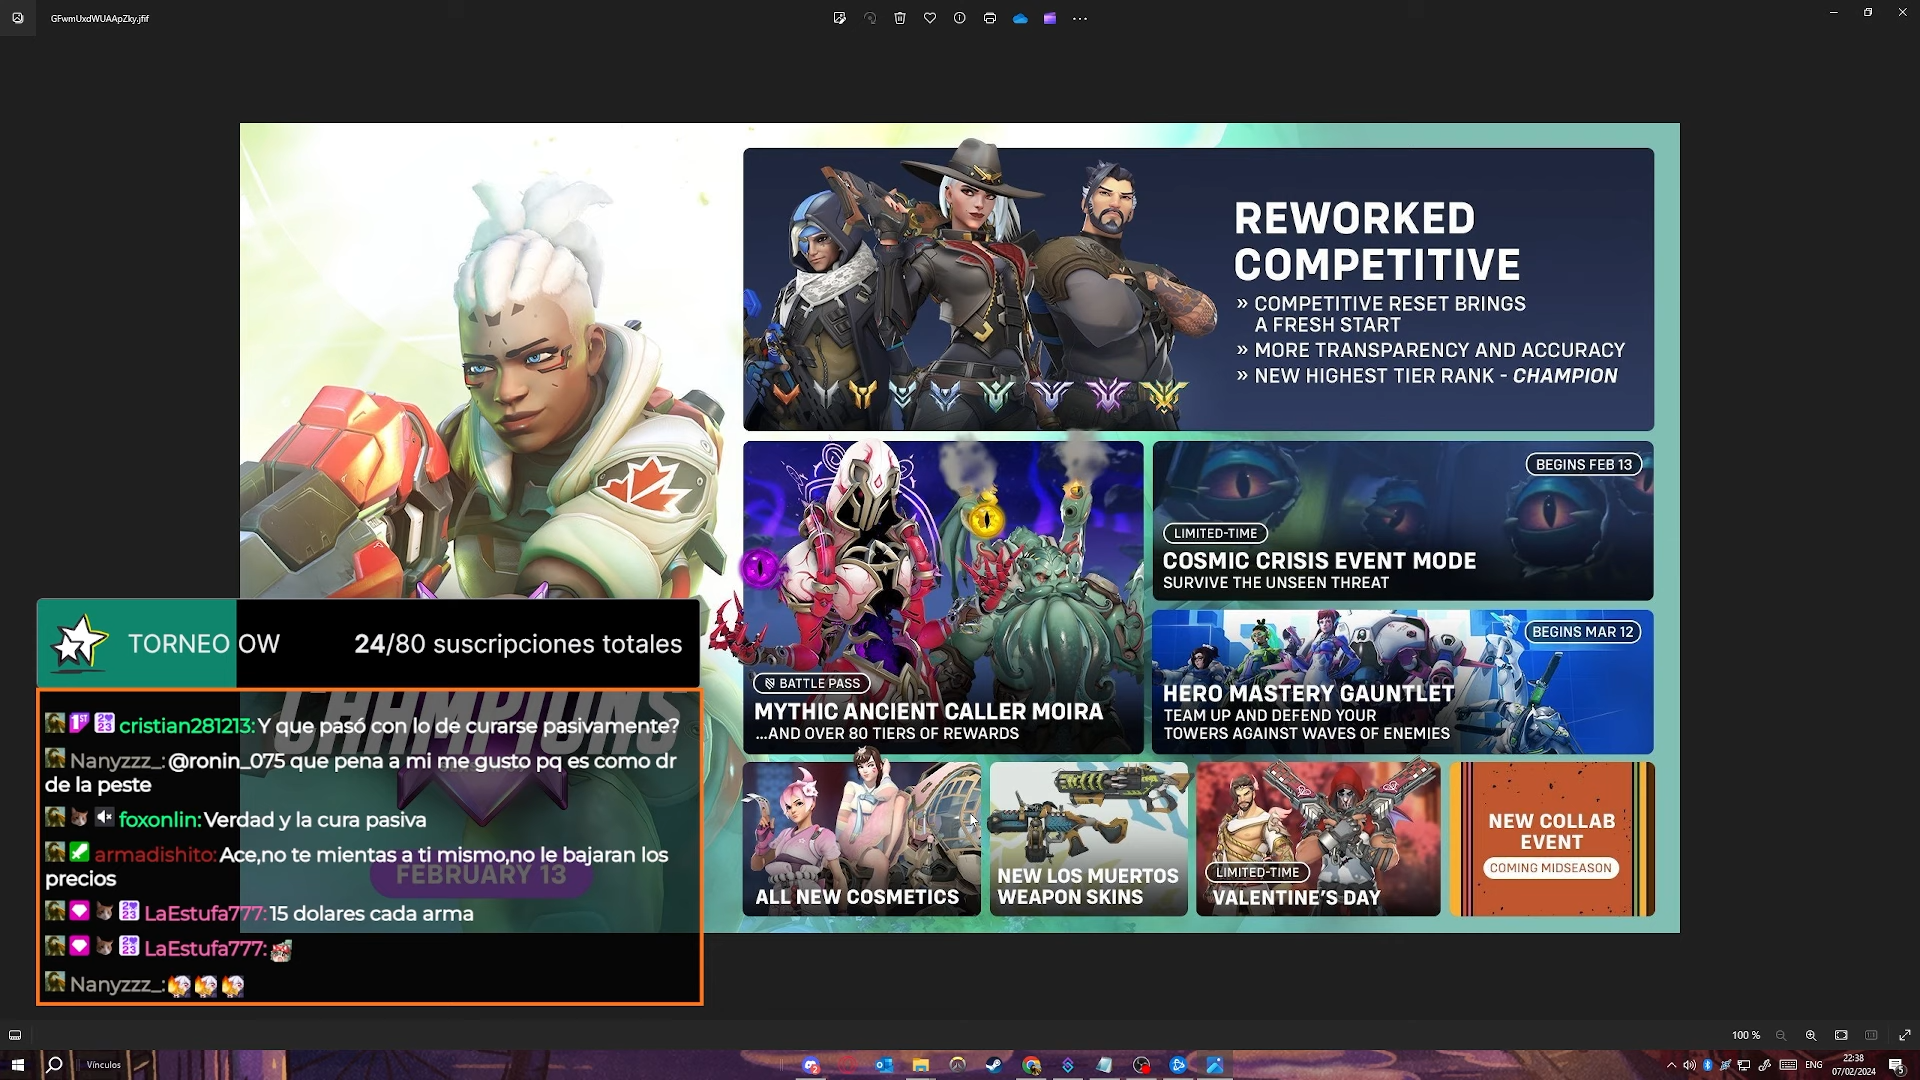 GFwmUxdWUAApZky.jfif
REWORKED
COMPETITIVE
» COMPETITIVE RESET BRINGS
A FRESH START
» MORE TRANSPARENCY AND ACCURACY
» NEW HIGHEST TIER RANK - CHAMPION
BEGINS FEB 13
LIMITED-TIME
COSMIC CRISIS EVENT MODE
SURVIVE THE UNSEEN THREAT
BATTLE PASS
MYTHIC ANCIENT CALLER MOIRA
...AND OVER 80 TIERS OF REWARDS
BEGINS MAR 12
HERO MASTERY GAUNTLET
TEAM UP AND DEFEND YOUR
TOWERS AGAINST WAVES OF ENEMIES
ALL NEW COSMETICS
NEW LOS MUERTOS
WEAPON SKINS
LIMITED-TIME
VALENTINE'S DAY
NEW COLLAB
EVENT
COMING MIDSEASON
TORNEO OW 24/80 suscripciones totales
CHAMPIONS
FEBRUARY 13
cristian281213: Y que pasó con lo de curarse pasivamente?
Nanyzzz_: @ronin_075 que pena a mi me gusto pq es como dr
de la peste
foxonlin: Verdad y la cura pasiva
armadishito: Ace,no te mientas a ti mismo,no le bajaran los
precios
LaEstufa777: 15 dolares cada arma
LaEstufa777:
Nanyzzz_:
100 %
Vínculos
ENG
22:38
07/02/2024